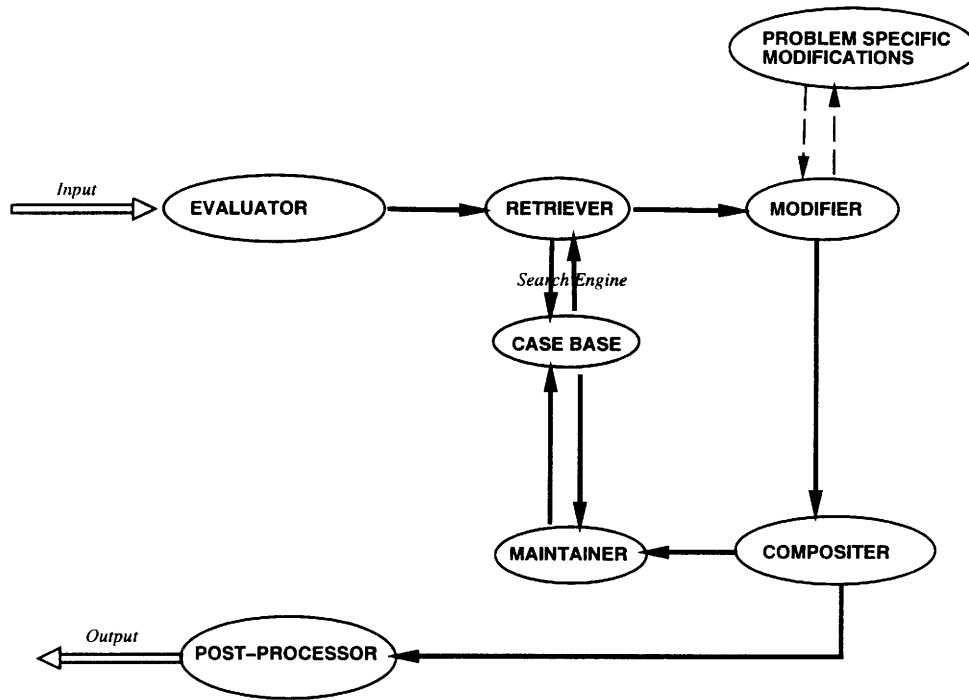 PROBLEM SPECIFIC
MODIFICATIONS
Input
EVALUATOR
RETRIEVER
MODIFIER
Search Engine
CASE BASE
MAINTAINER
COMPOSITER
Output
POST–PROCESSOR